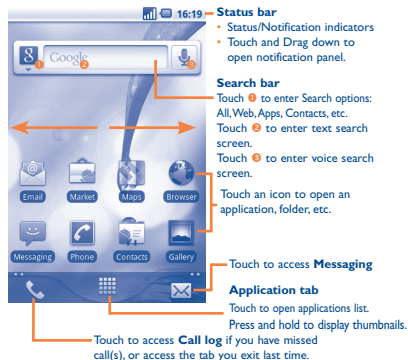 16:19
Status bar
• Status/Notification indicators
• Touch and Drag down to
open notification panel.
8 1
Google 2
3
Search bar
Touch 1 to enter Search options:
All, Web, Apps, Contacts, etc.
Touch 2 to enter text search
screen.
Touch 3 to enter voice search
screen.
Touch an icon to open an
application, folder, etc.
Email Market Maps Browser
Messaging Phone Contacts Gallery
Touch to access Messaging
Application tab
Touch to open applications list.
Press and hold to display thumbnails.
Touch to access Call log if you have missed
call(s), or access the tab you exit last time.